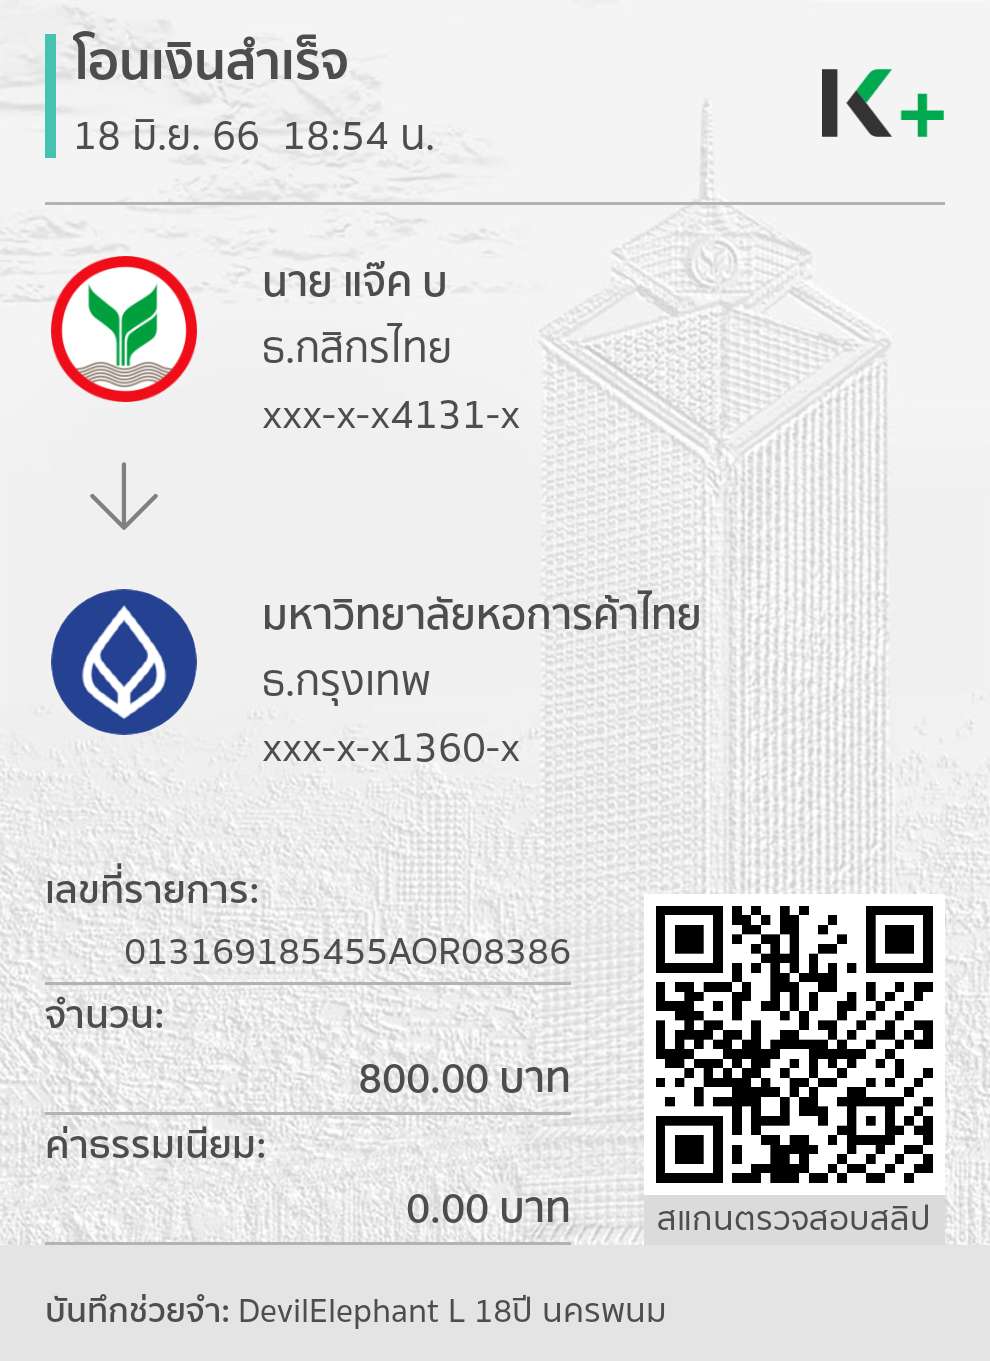 โอนเงินสำเร็จ
18 มิ.ย. 66 18:54 น.
K+
นาย แจ๊ค บ
ธ.กสิกรไทย
xxx-x-x4131-x
มหาวิทยาลัยหอการค้าไทย
ธ.กรุงเทพ
xxx-x-x1360-x
เลขที่รายการ:
013169185455AOR08386
จำนวน:
800.00 บาท
ค่าธรรมเนียม:
0.00 บาท
สแกนตรวจสอบสลิป
บันทึกช่วยจำ: DevilElephant L 18ปี นครพนม